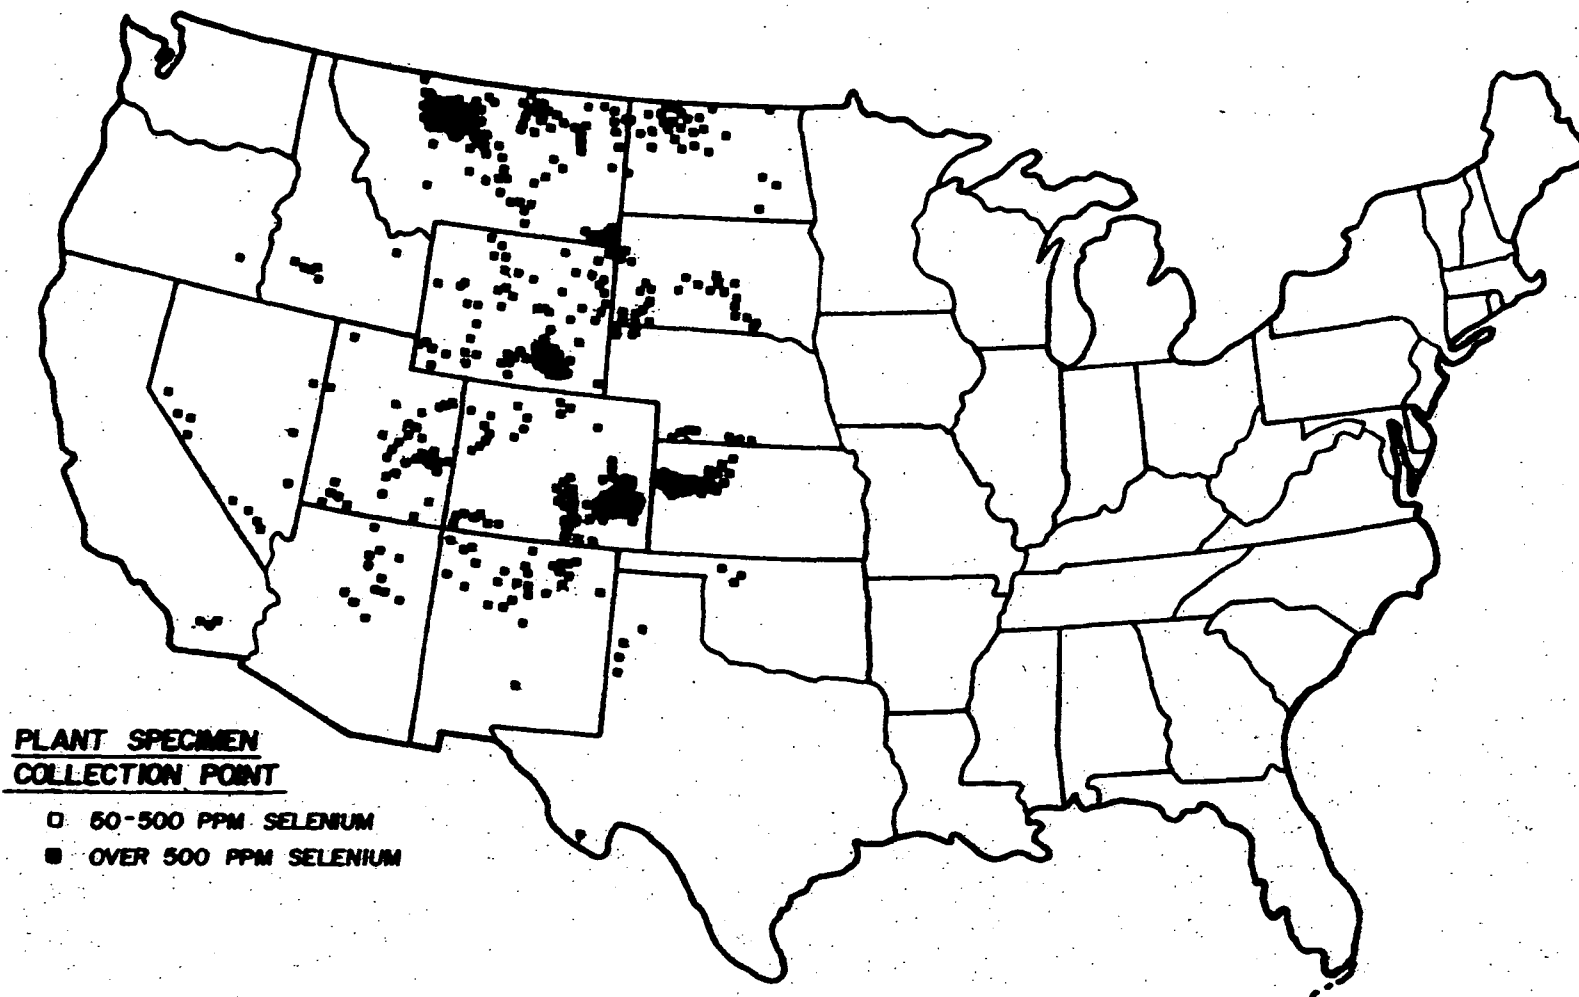 PLANT SPECIMEN
COLLECTION POINT
50-500 PPM SELENIUM
OVER 500 PPM SELENIUM